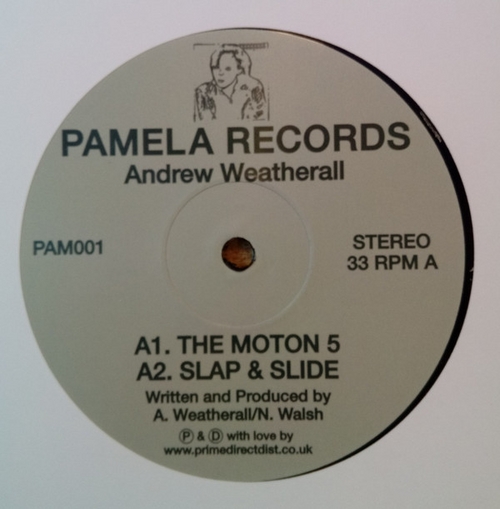 PAMELA RECORDS
Andrew Weatherall
PAM001
STEREO
33 RPM A
A1. THE MOTON 5
A2. SLAP & SLIDE
Written and Produced by
A. Weatherall/N. Walsh
Ⓟ & Ⓓ with love by
www.primedirectdist.co.uk